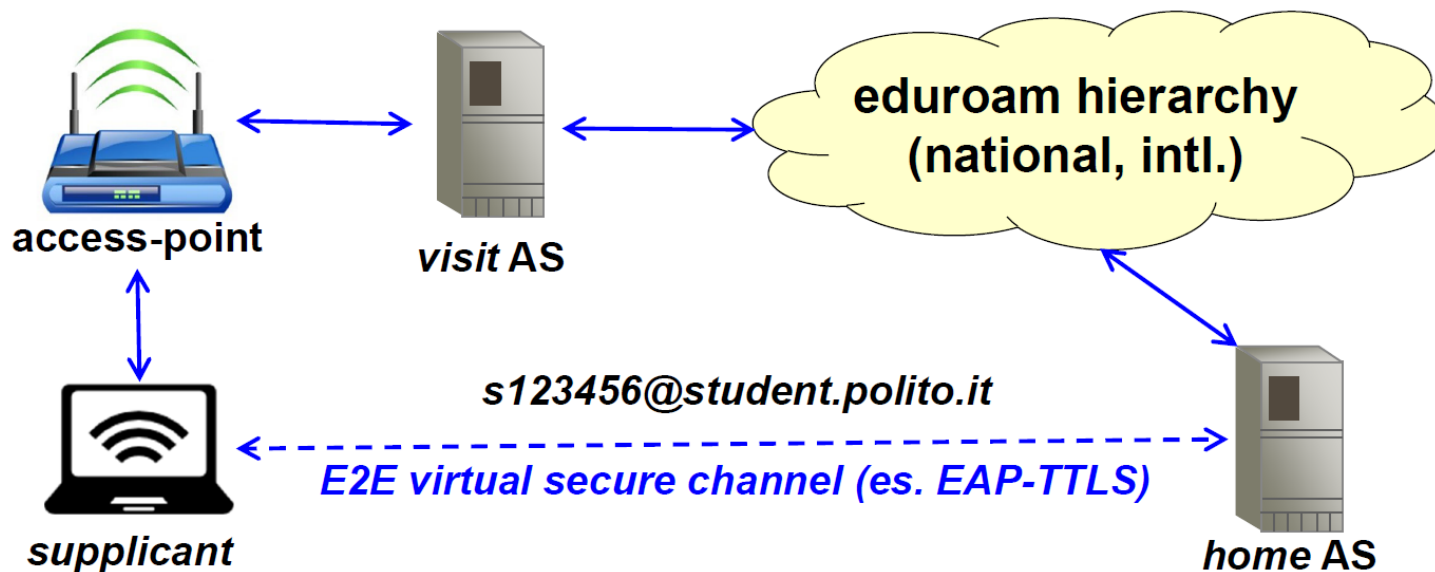 eduroam hierarchy
(national, intl.)
access-point
visit AS
s123456@student.polito.it
E2E virtual secure channel (es. EAP-TTLS)
supplicant
home AS